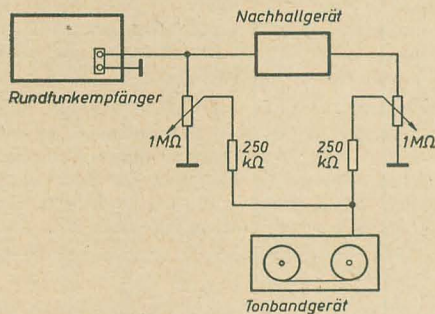 Nachhallgerät
Rundfunkempfänger
1MΩ
250
kΩ
250
kΩ
1MΩ
Tonbandgerät